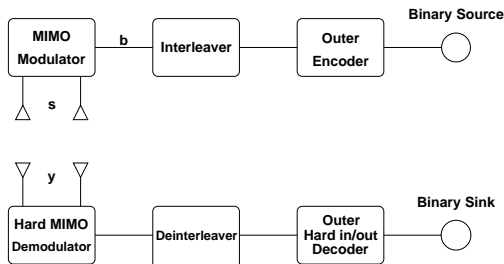 Binary Source
MIMO
Modulator
b
Interleaver
Outer
Encoder
s
y
Binary Sink
Hard MIMO
Demodulator
Deinterleaver
Outer
Hard in/out
Decoder